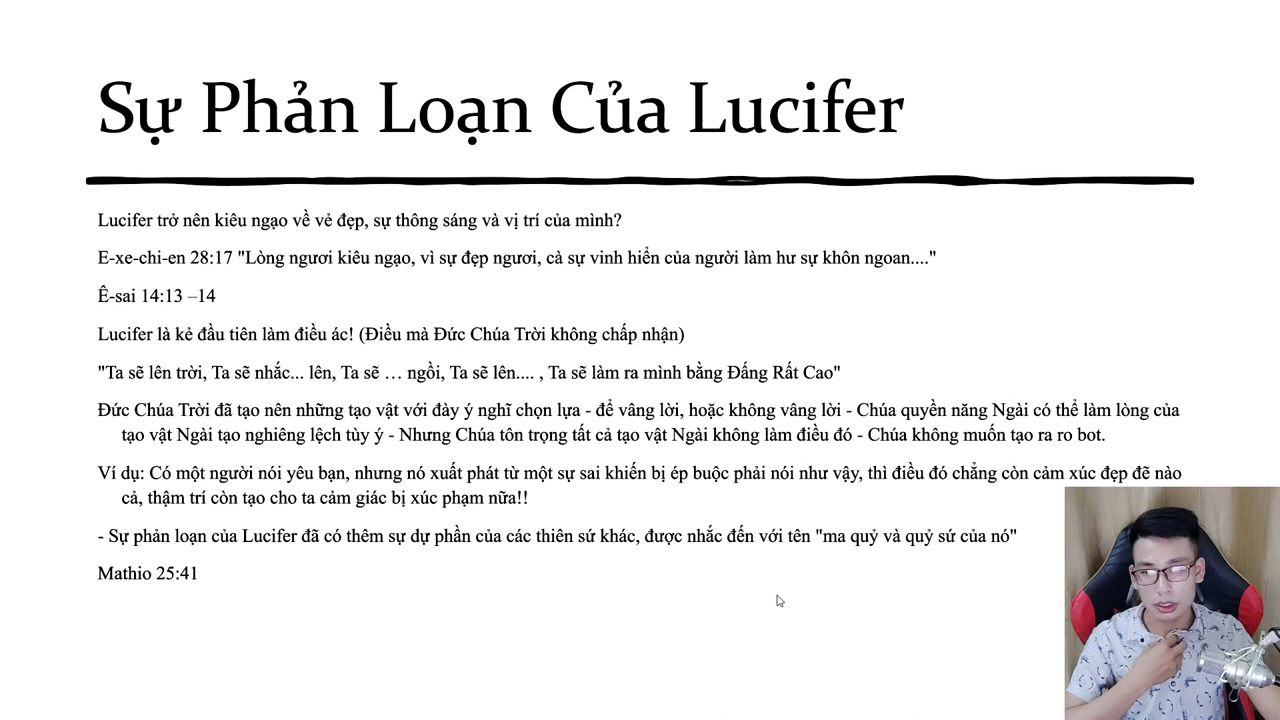 Sự Phản Loạn Của Lucifer
Lucifer trở nên kiêu ngạo về vẻ đẹp, sự thông sáng và vị trí của mình?
E-xe-chi-en 28:17 "Lòng ngươi kiêu ngạo, vì sự đẹp ngươi, cả sự vinh hiển của người làm hư sự khôn ngoan...."
Ê-sai 14:13 –14
Lucifer là kẻ đầu tiên làm điều ác! (Điều mà Đức Chúa Trời không chấp nhận)
"Ta sẽ lên trời, Ta sẽ nhắc... lên, Ta sẽ … ngồi, Ta sẽ lên.... , Ta sẽ làm ra mình bằng Đấng Rất Cao"
Đức Chúa Trời đã tạo nên những tạo vật với đày ý nghĩ chọn lựa - để vâng lời, hoặc không vâng lời - Chúa quyền năng Ngài có thể làm lòng của
tạo vật Ngài tạo nghiêng lệch tùy ý - Nhưng Chúa tôn trọng tất cả tạo vật Ngài không làm điều đó - Chúa không muốn tạo ra ro bot.
Ví dụ: Có một người nói yêu bạn, nhưng nó xuất phát từ một sự sai khiến bị ép buộc phải nói như vậy, thì điều đó chẳng còn cảm xúc đẹp đẽ nào
cả, thậm trí còn tạo cho ta cảm giác bị xúc phạm nữa!!
- Sự phản loạn của Lucifer đã có thêm sự dự phần của các thiên sứ khác, được nhắc đến với tên "ma quỷ và quỷ sứ của nó"
Mathio 25:41